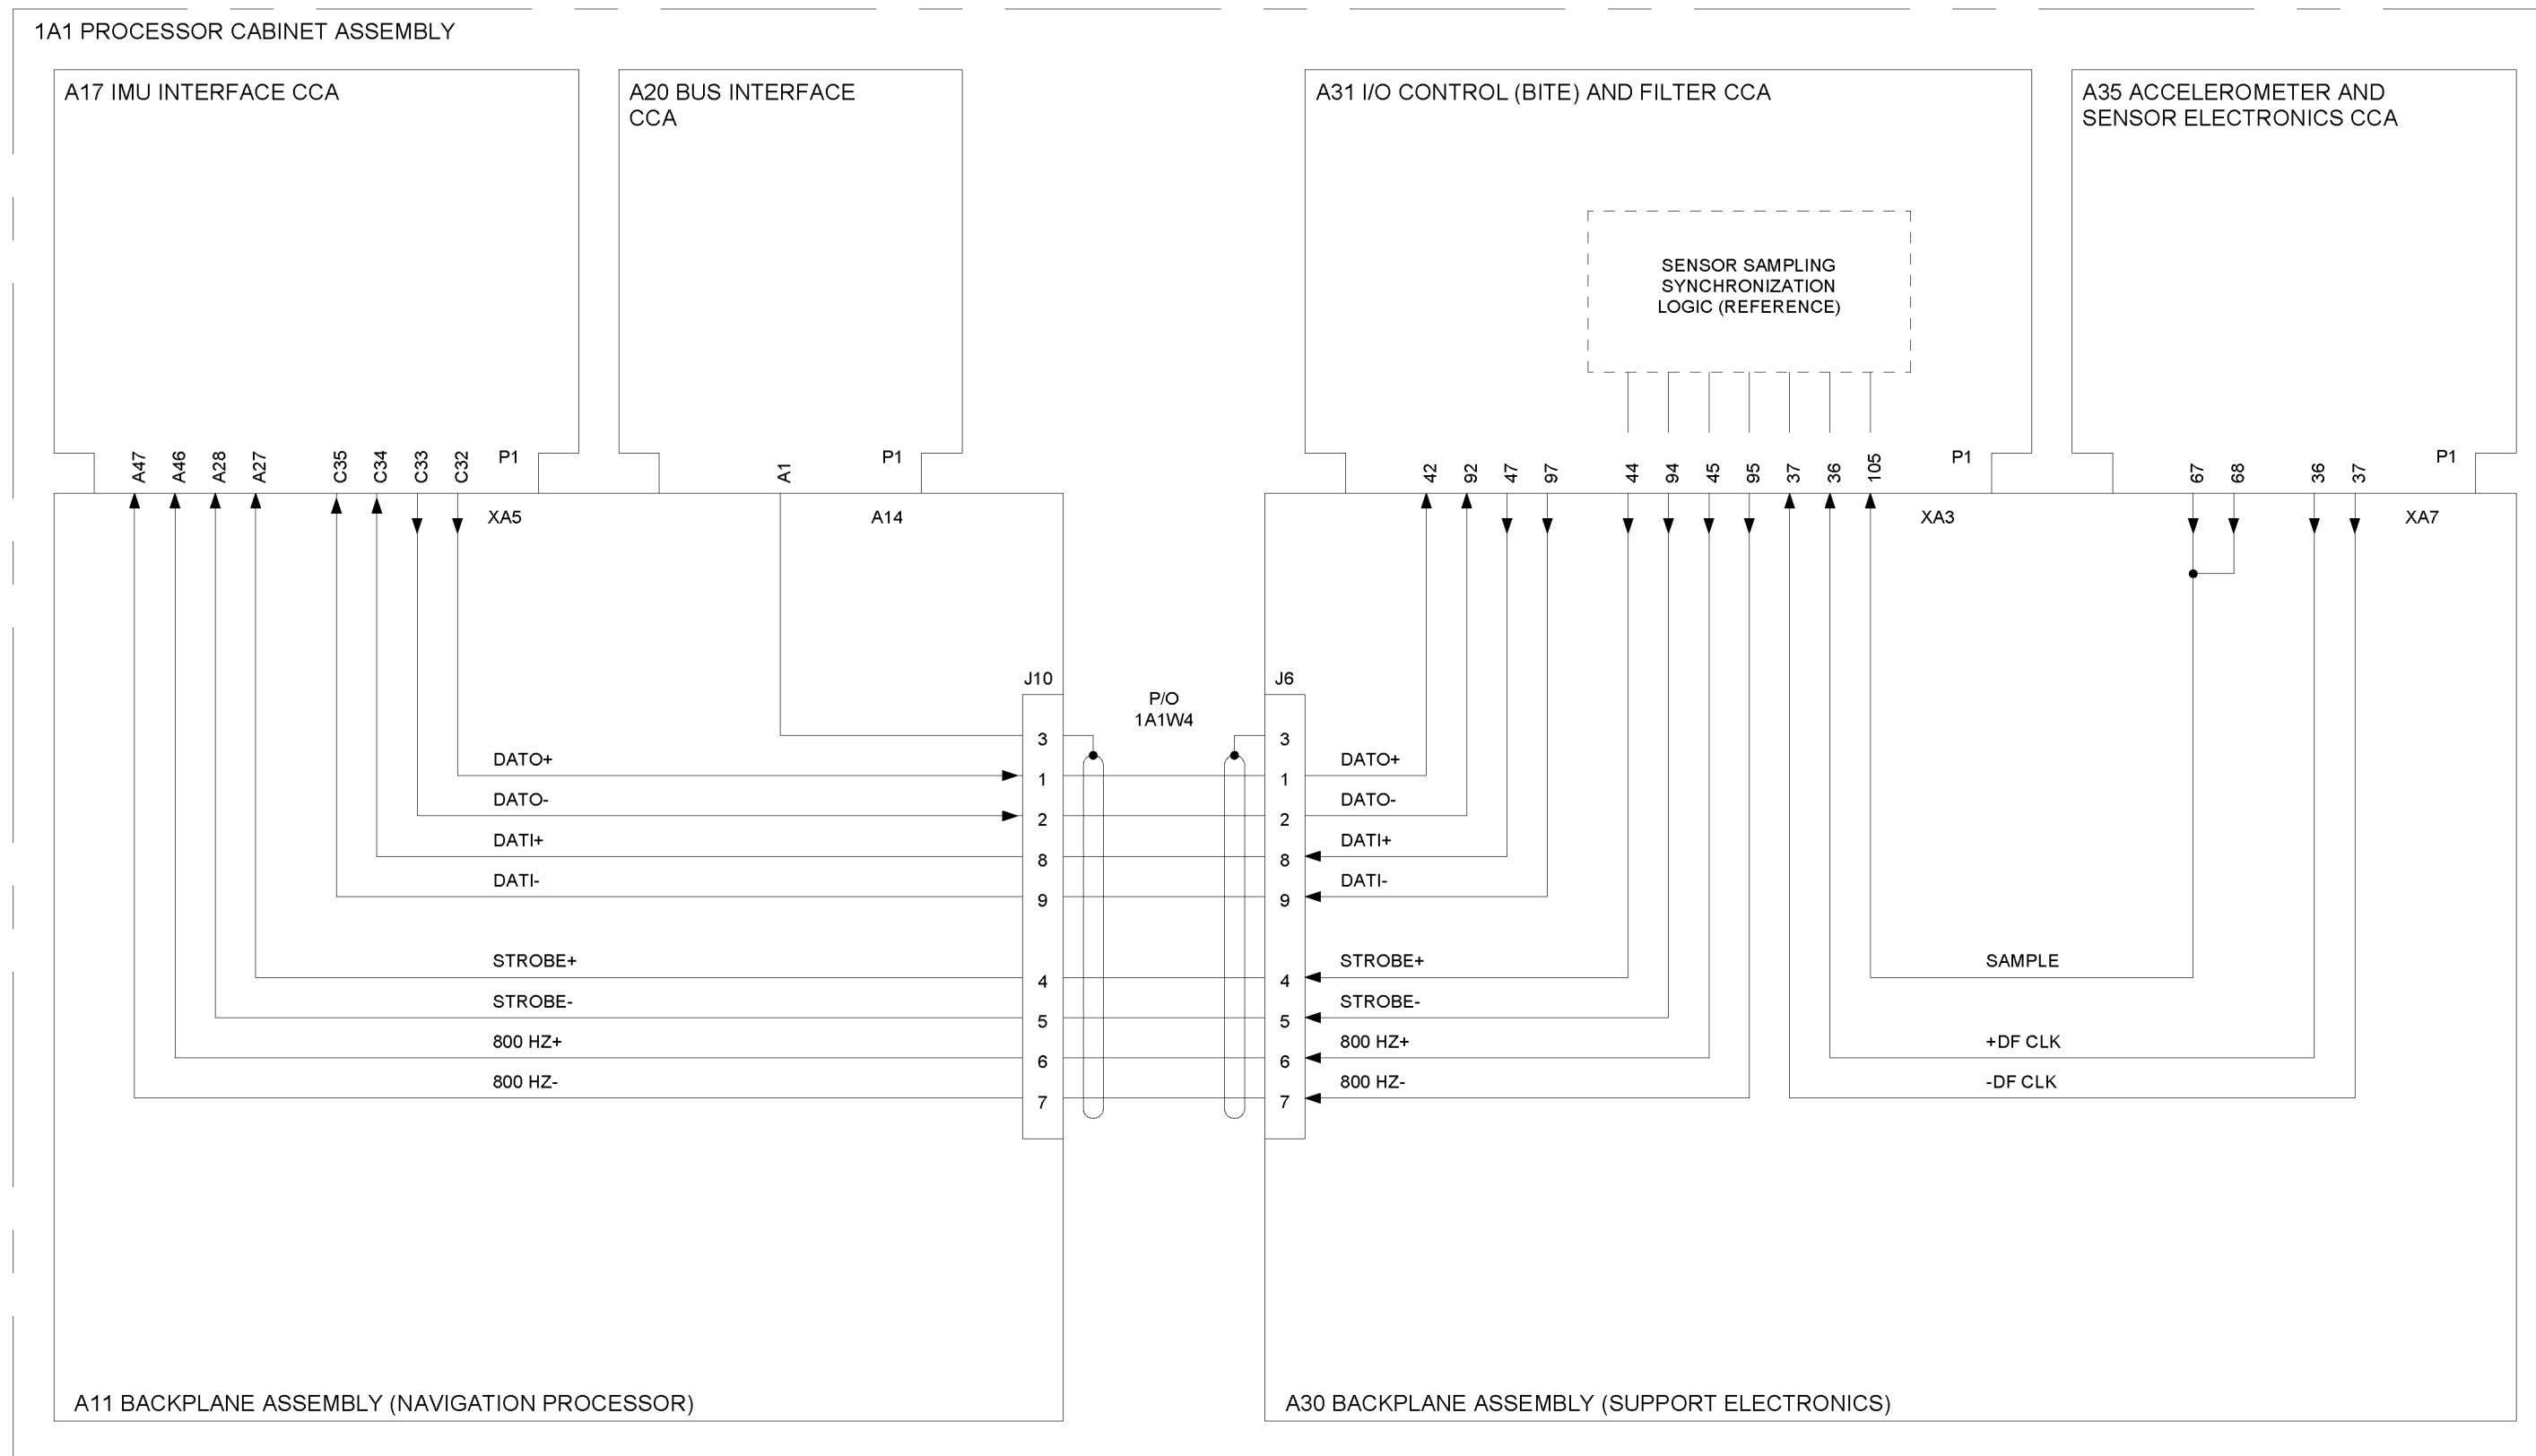 1A1 PROCESSOR CABINET ASSEMBLY
A17 IMU INTERFACE CCA
A20 BUS INTERFACE
CCA
A31 I/O CONTROL (BITE) AND FILTER CCA
A35 ACCELEROMETER AND
SENSOR ELECTRONICS CCA
SENSOR SAMPLING
SYNCHRONIZATION
LOGIC (REFERENCE)
A47
A46
A28
A27
C35
C34
C33
C32
P1
A1
P1
42
92
47
97
44
94
45
95
37
36
105
P1
67
68
36
37
P1
XA5
A14
XA3
XA7
J10
P/O
1A1W4
J6
3
3
DATO+
1
1
DATO+
DATO-
2
2
DATO-
DATI+
8
8
DATI+
DATI-
9
9
DATI-
STROBE+
4
4
STROBE+
SAMPLE
STROBE-
5
5
STROBE-
800 HZ+
6
6
800 HZ+
+DF CLK
800 HZ-
7
7
800 HZ-
-DF CLK
A11 BACKPLANE ASSEMBLY (NAVIGATION PROCESSOR)
A30 BACKPLANE ASSEMBLY (SUPPORT ELECTRONICS)